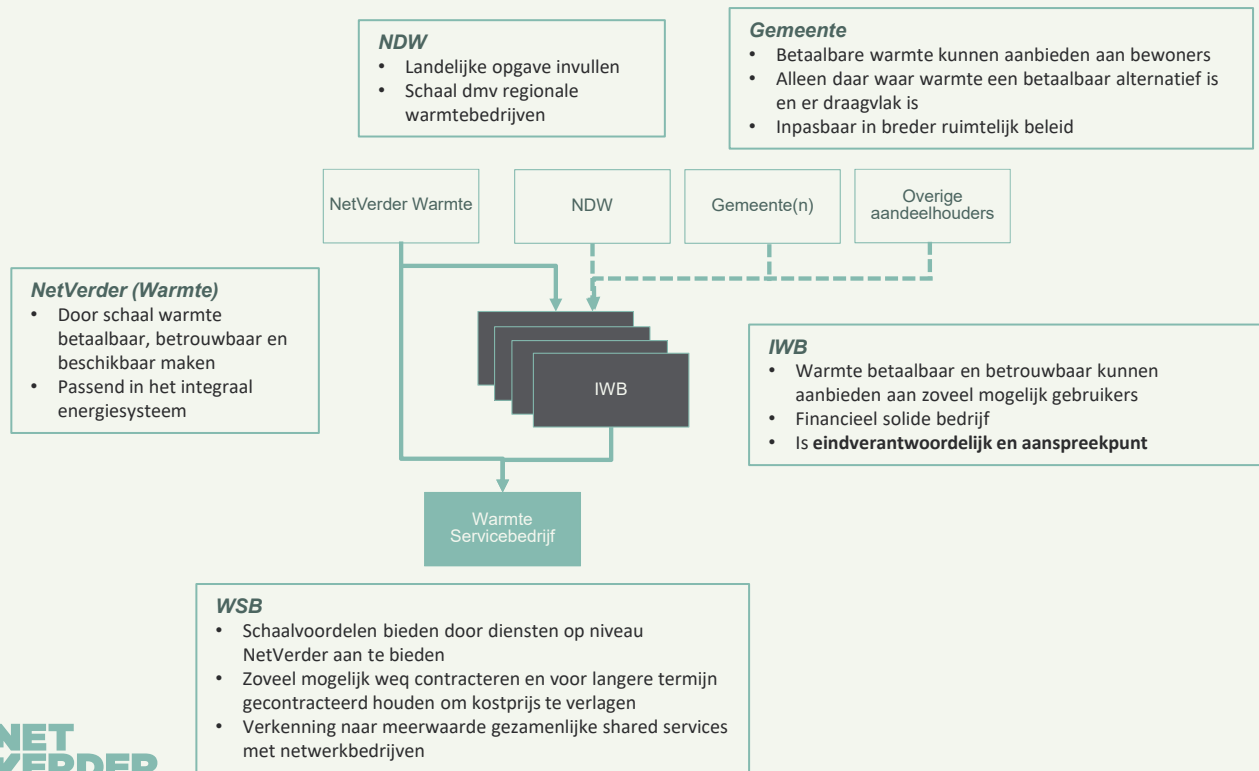 NDW
• Landelijke opgave invullen
• Schaal dmv regionale
warmtebedrijven
Gemeente
• Betaalbare warmte kunnen aanbieden aan bewoners
• Alleen daar waar warmte een betaalbaar alternatief is
en er draagvlak is
• Inpasbaar in breder ruimtelijk beleid
NetVerder Warmte
NDW
Gemeente(n)
Overige
aandeelhouders
NetVerder (Warmte)
• Door schaal warmte
betaalbaar, betrouwbaar en
beschikbaar maken
• Passend in het integraal
energiesysteem
IWB
IWB
• Warmte betaalbaar en betrouwbaar kunnen
aanbieden aan zoveel mogelijk gebruikers
• Financieel solide bedrijf
• Is eindverantwoordelijk en aanspreekpunt
Warmte
Servicebedrijf
WSB
• Schaalvoordelen bieden door diensten op niveau
NetVerder aan te bieden
• Zoveel mogelijk weq contracteren en voor langere termijn
gecontracteerd houden om kostprijs te verlagen
• Verkenning naar meerwaarde gezamenlijke shared services
met netwerkbedrijven
NET
VERDER